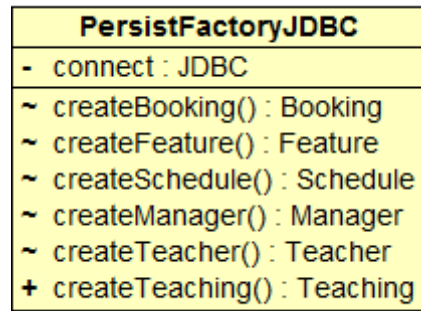 PersistFactoryJDBC
- connect : JDBC
~ createBooking() : Booking
~ createFeature() : Feature
~ createSchedule() : Schedule
~ createManager() : Manager
~ createTeacher() : Teacher
+ createTeaching() : Teaching